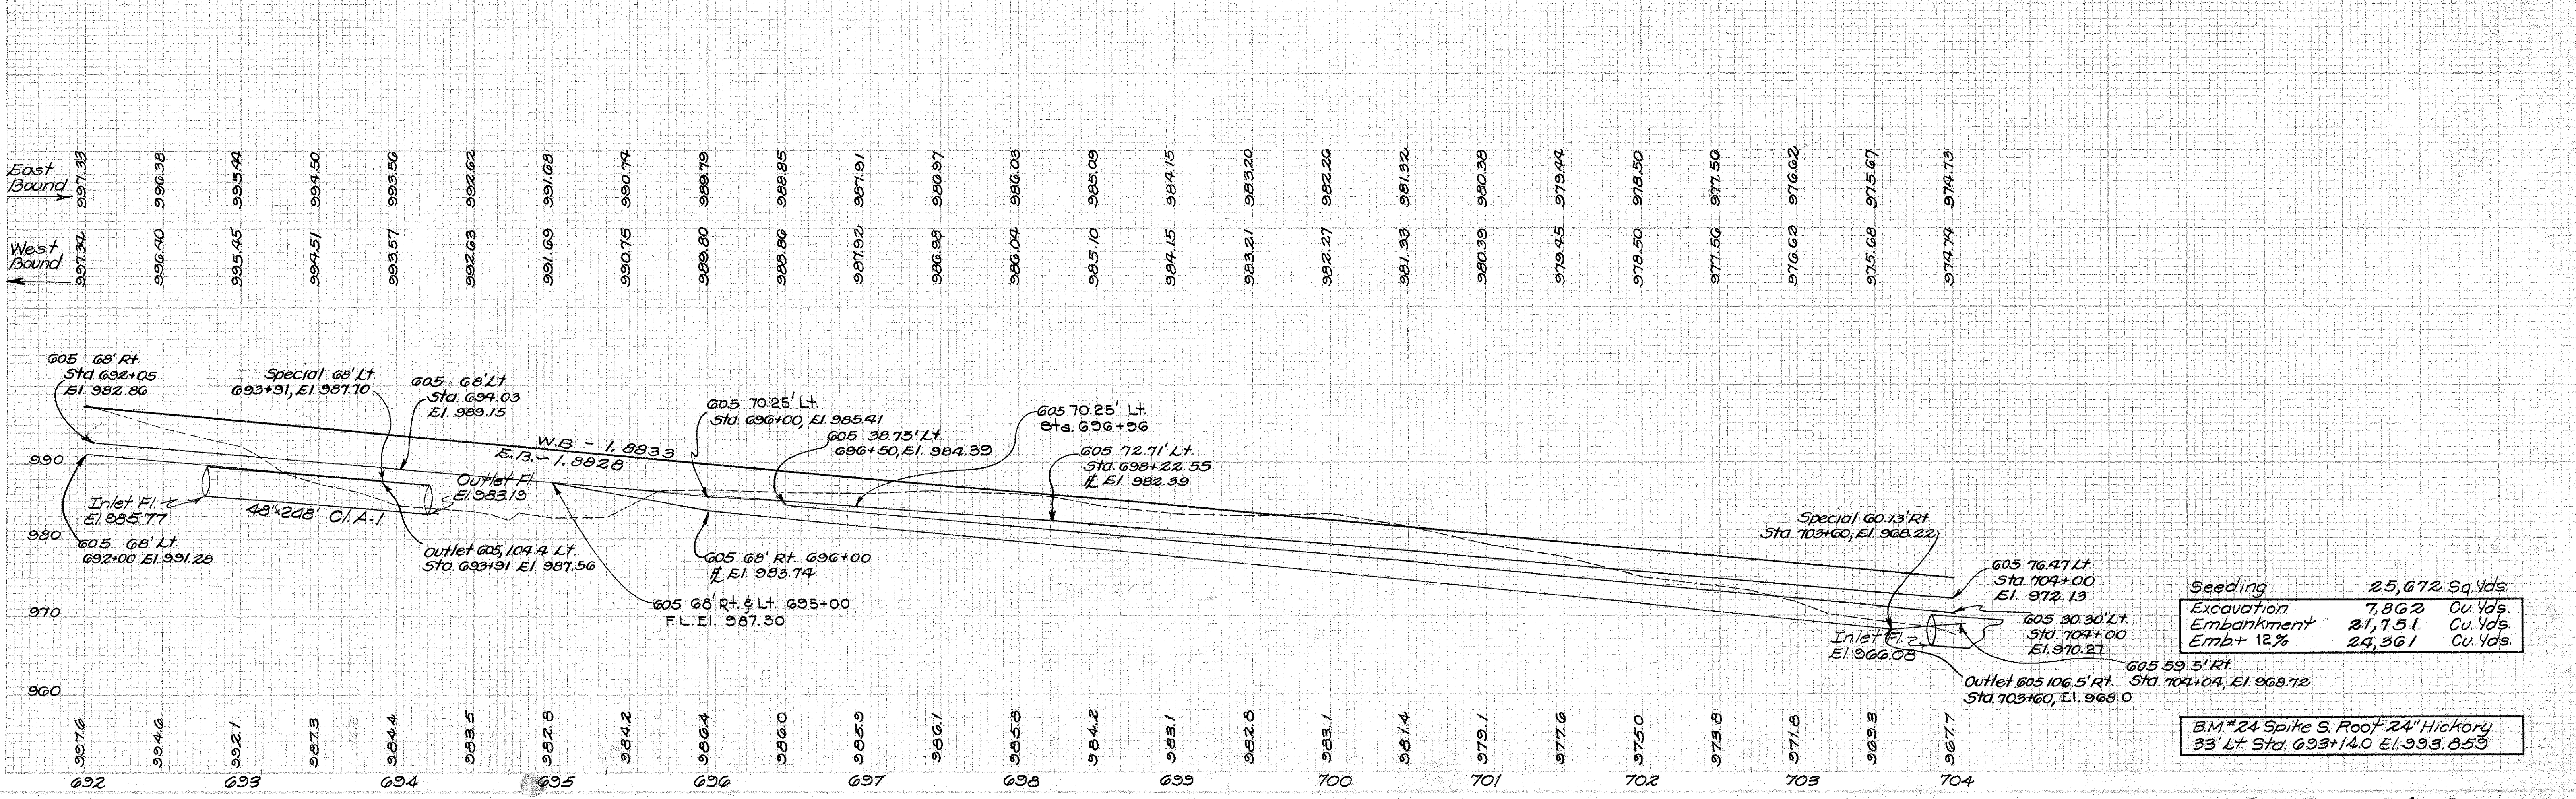 East
Bound
997.33 996.38 995.44 994.50 993.56 992.62 991.68 990.74 989.79 988.85 987.91 986.97 986.03 985.09 984.15 983.20 982.26 981.32 980.38 979.44 978.50 977.56 976.62 975.67 974.73
West
Bound
997.34 996.40 995.45 994.51 993.57 992.63 991.69 990.75 989.80 988.86 987.92 986.98 986.04 985.10 984.15 983.21 982.27 981.33 980.39 979.45 978.50 977.56 976.62 975.68 974.74
605 68' Rt.
Sta. 692+05
El. 982.86
Special 68' Lt.
693+91, El. 987.70
605 68' Lt.
Sta. 694.03
El. 989.15
W.B - 1.8833
E.B. - 1.8828
605 70.25' Lt.
Sta. 696+00, El. 985.41
605 38.75' Lt.
696+50, El. 984.39
605 70.25' Lt.
Sta. 696+96
605 72.71' Lt.
Sta. 698+22.55
℄ El. 982.39
990
980
970
960
Inlet Fl.
El. 985.77
48"x248' Cl. A-1
Outlet Fl.
El. 983.13
605 68' Lt.
692+00 El. 991.28
Outlet 605, 104.4 Lt.
Sta. 693+91 El. 987.56
605 68' Rt. & Lt. 695+00
F.L. El. 987.30
605 68' Rt. 696+00
℄ El. 983.74
Special 60.13' Rt.
Sta. 703+60, El. 968.22
605 76.47 Lt.
Sta. 704+00
El. 972.13
605 30.30' Lt.
Sta. 704+00
El. 970.27
Inlet Fl.
El. 966.08
605 59.5' Rt.
Sta. 704+04, El. 968.72
Outlet 605 106.5' Rt.
Sta. 703+60, El. 968.0
Seeding 25,672 Sq. Yds.
Excavation 7,862 Cu. Yds.
Embankment 21,751 Cu. Yds.
Emb+ 12% 24,361 Cu. Yds.
B.M. #24 Spike S. Root 24" Hickory
33' Lt Sta. 693+14.0 El. 993.859
997.6 994.6 992.1 987.3 984.4 983.5 982.8 984.2 986.4 986.0 985.9 986.1 985.8 984.2 983.1 982.8 983.1 981.4 979.1 977.6 975.0 973.8 971.8 969.3 967.7
692 693 694 695 696 697 698 699 700 701 702 703 704